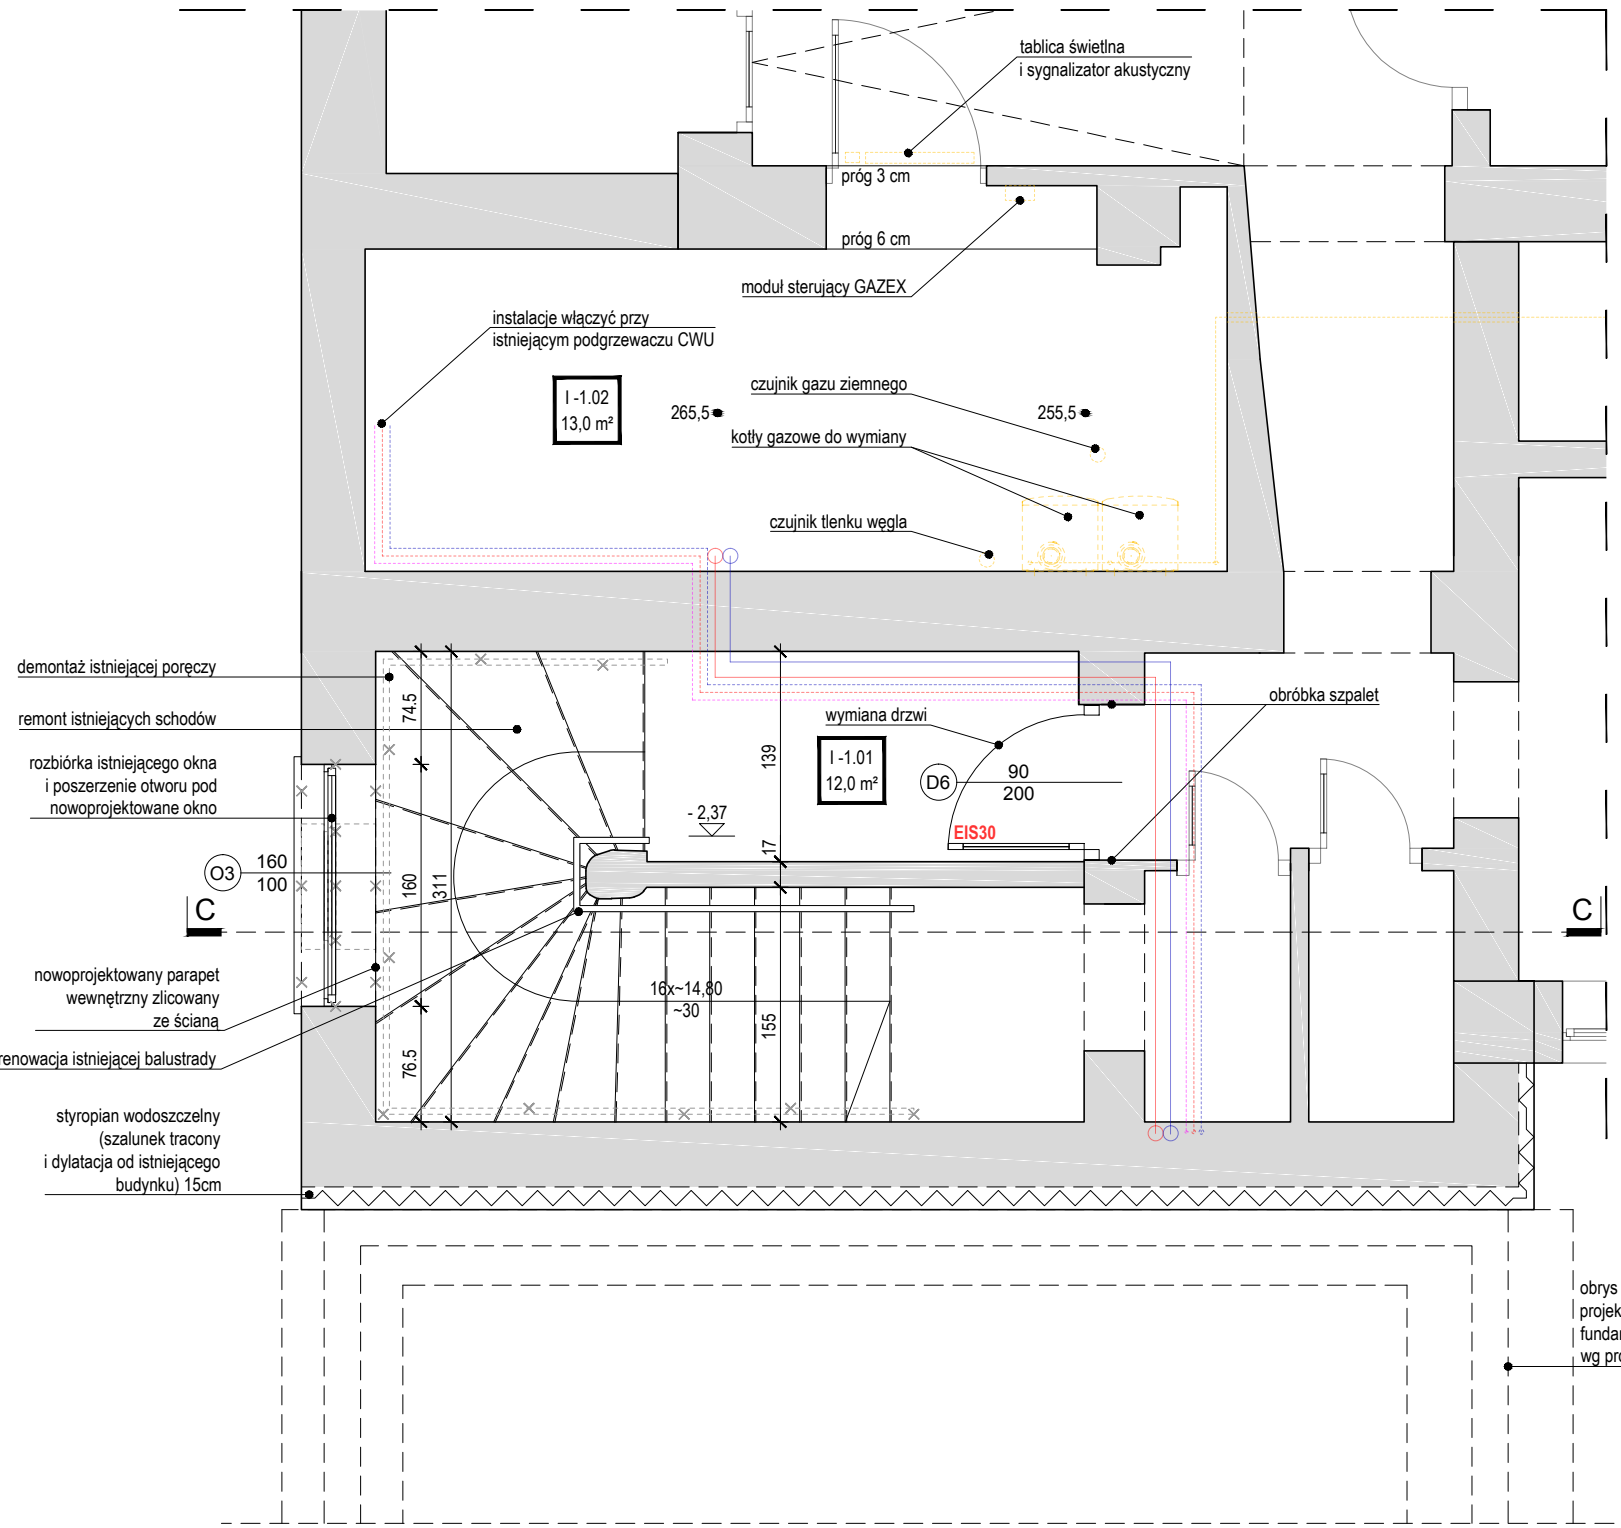 tablica świetlna
i sygnalizator akustyczny
próg 3 cm
próg 6 cm
moduł sterujący GAZEX
instalacje włączyć przy
istniejącym podgrzewaczu CWU
I -1.02
13,0 m²
265,5
255,5
czujnik gazu ziemnego
kotły gazowe do wymiany
czujnik tlenku węgla
demontaż istniejącej poręczy
remont istniejących schodów
rozbiórka istniejącego okna
i poszerzenie otworu pod
nowoprojektowane okno
O3
160
100
74.5
160
311
76.5
139
17
155
wymiana drzwi
obróbka szpalet
I -1.01
12,0 m²
D6
90
200
- 2,37
EIS30
C
C
16x~14,80
~30
nowoprojektowany parapet
wewnętrzny zlicowany
ze ścianą
renowacja istniejącej balustrady
styropian wodoszczelny
(szalunek tracony
i dylatacja od istniejącego
budynku) 15cm
obrys
projek
fundar
wg pro